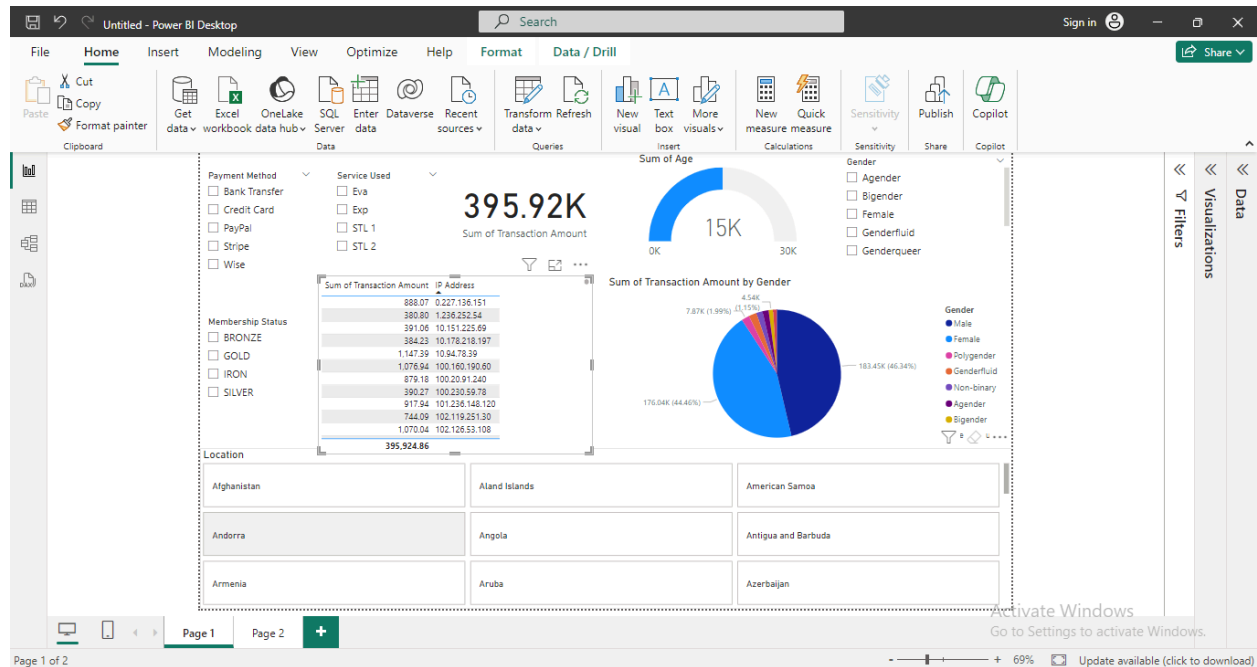 Untitled - Power BI Desktop
Search
Sign in
File Home Insert Modeling View Optimize Help Format Data / Drill
Share
Paste
Cut
Copy
Format painter
Get data
Excel workbook
OneLake data hub
SQL Server
Enter data
Dataverse
Recent sources
Transform data
Refresh
New visual
Text box
More visuals
New measure
Quick measure
Sensitivity
Publish
Copilot
Clipboard
Data
Queries
Insert
Calculations
Sensitivity
Share
Copilot
Payment Method
Bank Transfer
Credit Card
PayPal
Stripe
Wise
Service Used
Eva
Exp
STL 1
STL 2
395.92K
Sum of Transaction Amount
Sum of Age
15K
0K
30K
Gender
Agender
Bigender
Female
Genderfluid
Genderqueer
Membership Status
BRONZE
GOLD
IRON
SILVER
Sum of Transaction Amount IP Address
888.07 0.227.136.151
380.80 1.236.252.54
391.06 10.151.225.69
384.23 10.178.218.197
1,147.39 10.94.78.39
1,076.94 100.160.190.60
879.18 100.20.91.240
390.27 100.230.59.78
917.94 101.236.148.120
744.09 102.119.251.30
1,070.04 102.126.53.108
395,924.86
Sum of Transaction Amount by Gender
4.54K
(1.15%)
7.87K (1.99%)
183.45K (46.34%)
176.04K (44.46%)
Gender
Male
Female
Polygender
Genderfluid
Non-binary
Agender
Bigender
Location
Afghanistan
Aland Islands
American Samoa
Andorra
Angola
Antigua and Barbuda
Armenia
Aruba
Azerbaijan
Filters
Visualizations
Data
Activate Windows
Go to Settings to activate Windows.
Page 1
Page 2
Page 1 of 2
69%
Update available (click to download)